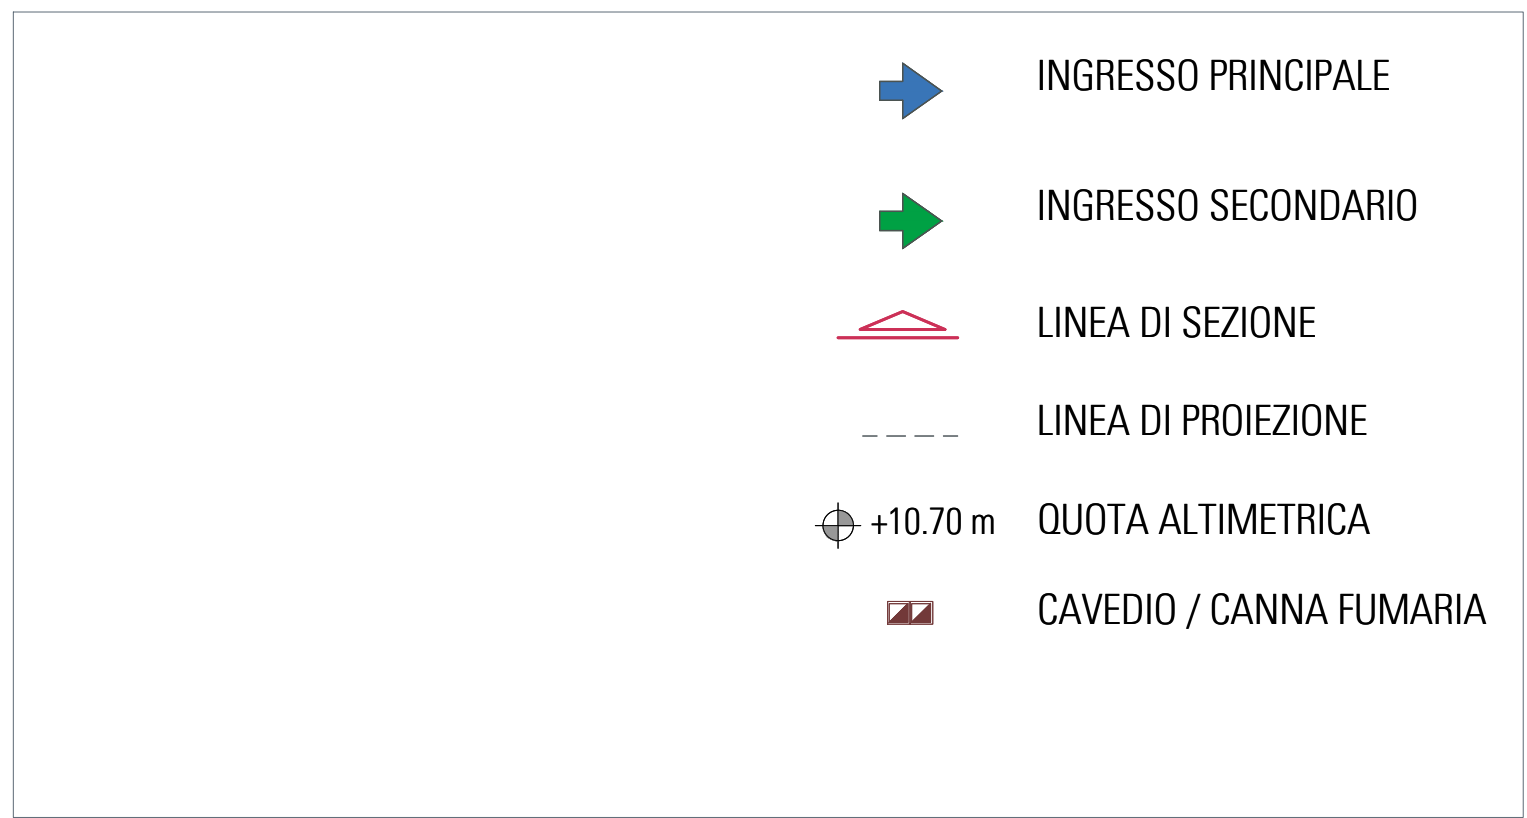 INGRESSO PRINCIPALE
INGRESSO SECONDARIO
LINEA DI SEZIONE
LINEA DI PROIEZIONE
+10.70 m QUOTA ALTIMETRICA
CAVEDIO / CANNA FUMARIA